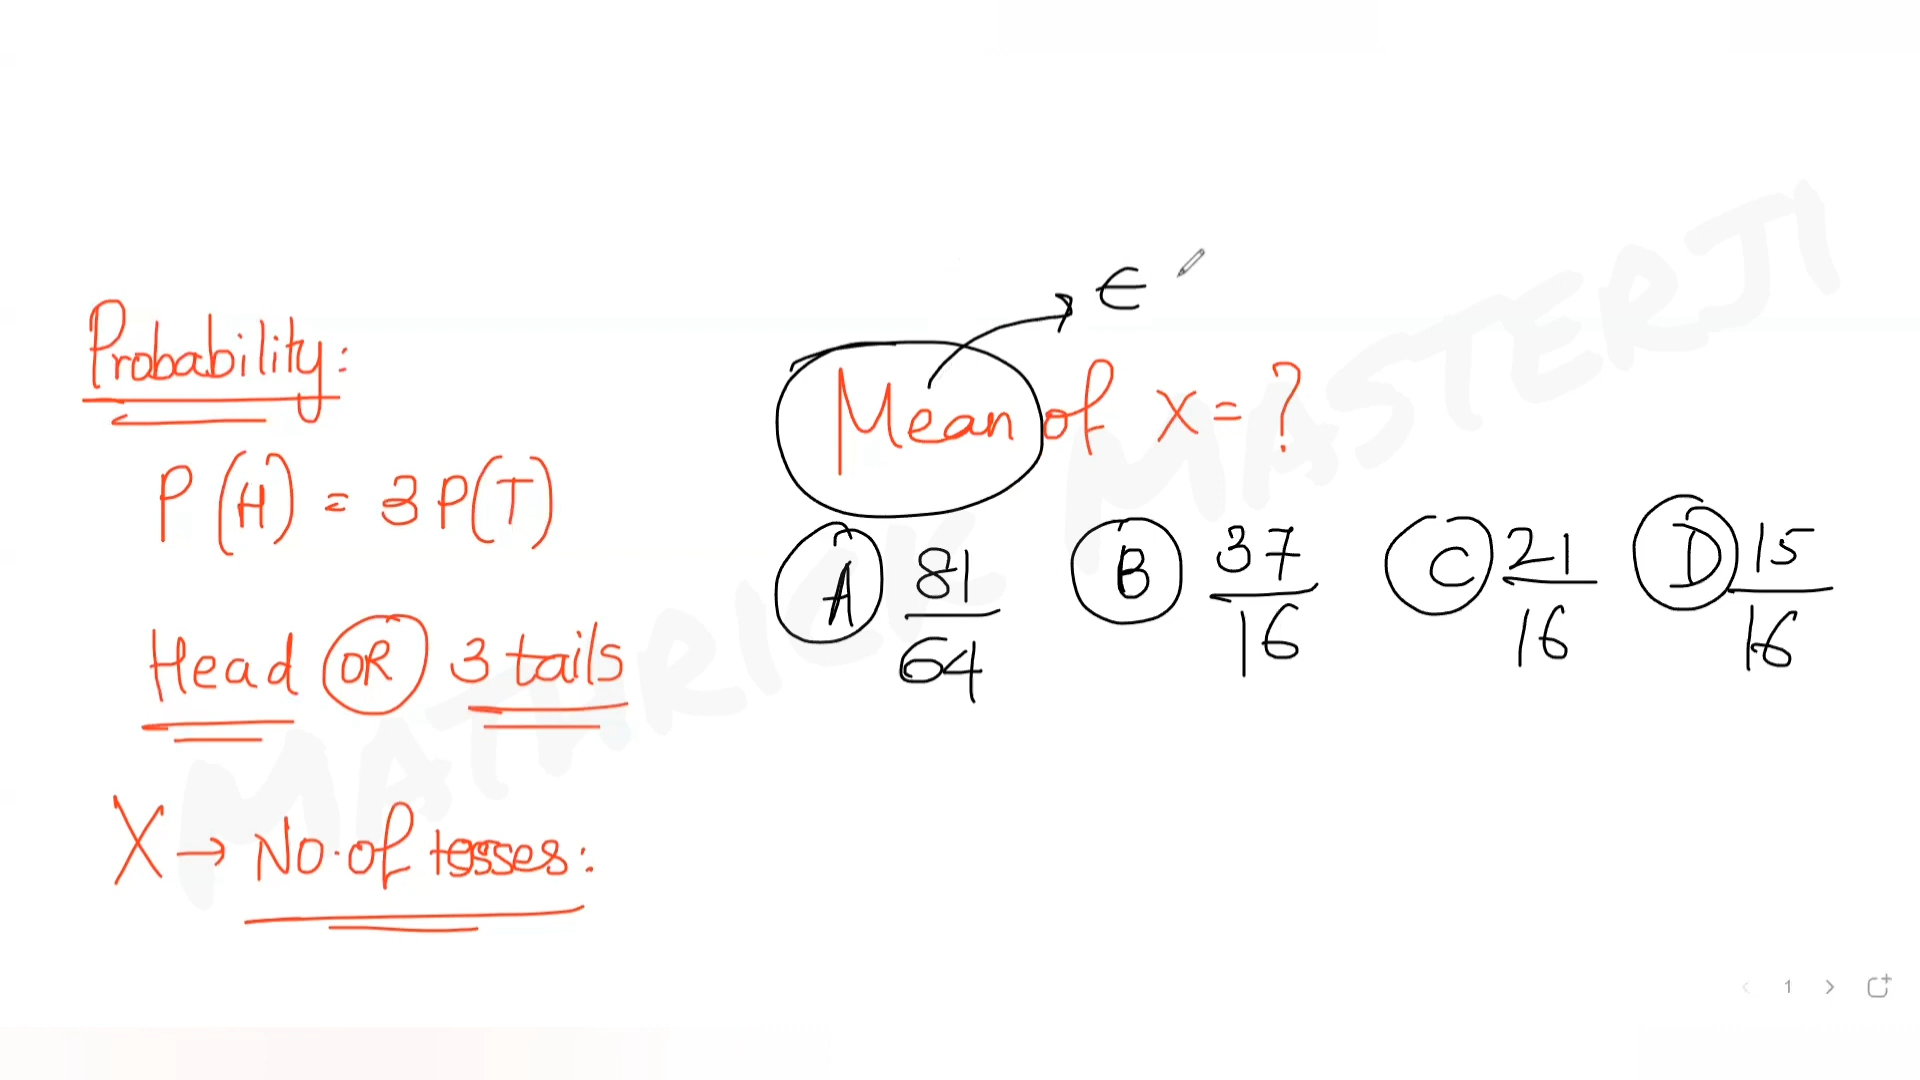 Probability:
P(H) = 3P(T)
Head OR 3 tails
X → No. of tosses:
E
Mean of X = ?
A 81/64 B 37/16 C 21/16 D 15/16
MATHRICK MASTERJI
1